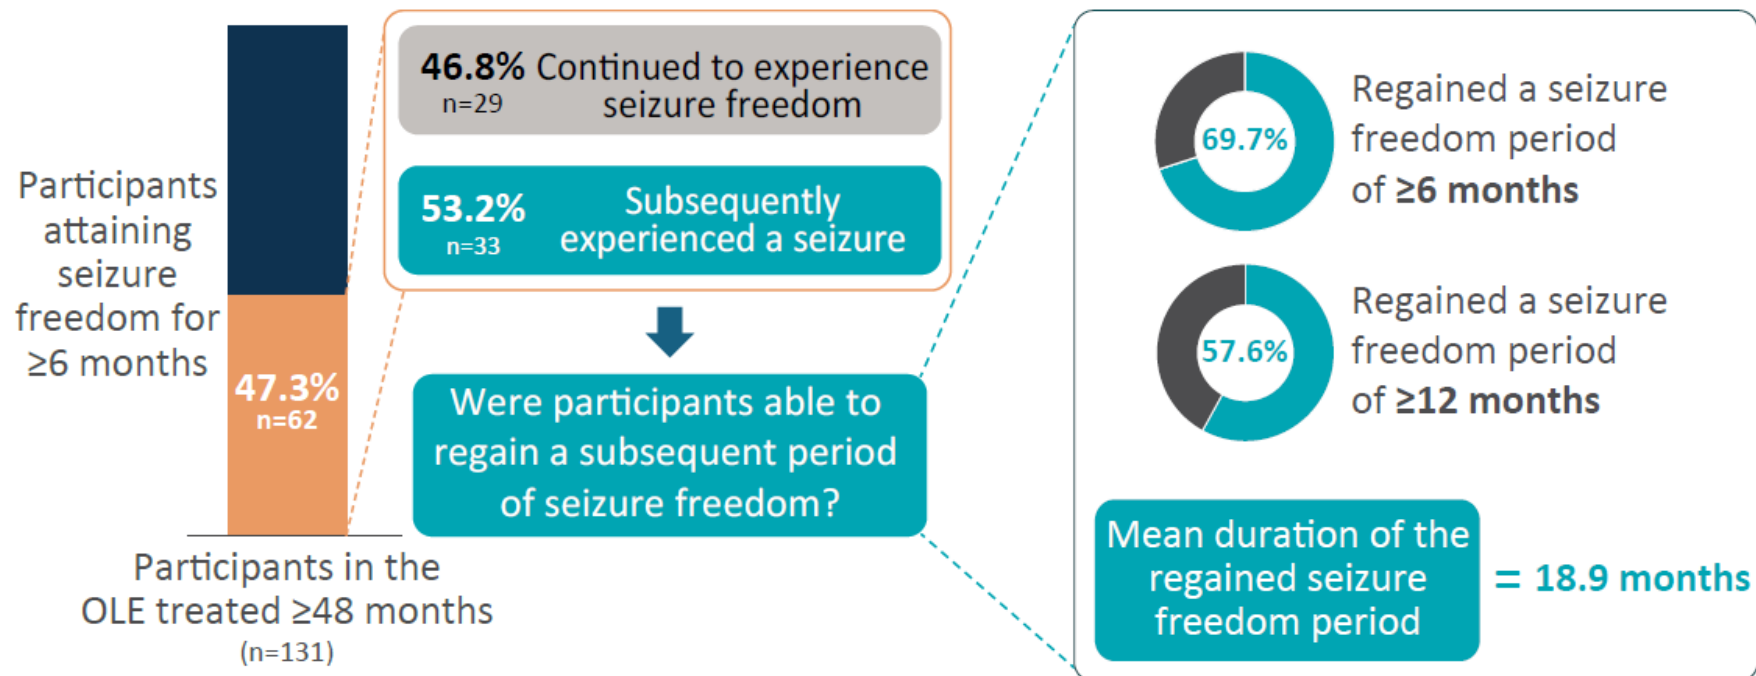 Participants
attaining
seizure
freedom for
≥6 months
47.3%
n=62
Participants in the
OLE treated ≥48 months
(n=131)
46.8% Continued to experience
n=29 seizure freedom
53.2% Subsequently
n=33 experienced a seizure
Were participants able to
regain a subsequent period
of seizure freedom?
69.7%
Regained a seizure
freedom period
of ≥6 months
57.6%
Regained a seizure
freedom period
of ≥12 months
Mean duration of the
regained seizure
freedom period
= 18.9 months